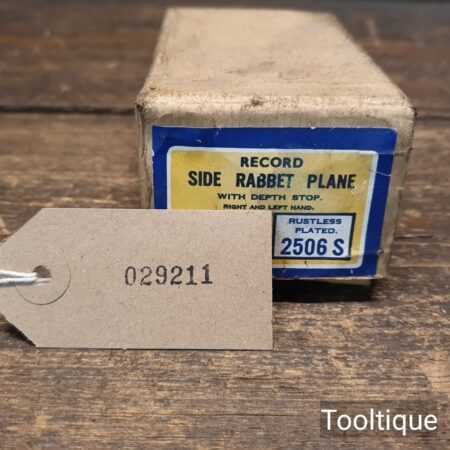 RECORD
SIDE RABBET PLANE
WITH DEPTH STOP.
RIGHT AND LEFT HAND.
RUSTLESS
PLATED.
2506 S
029211
Tooltique